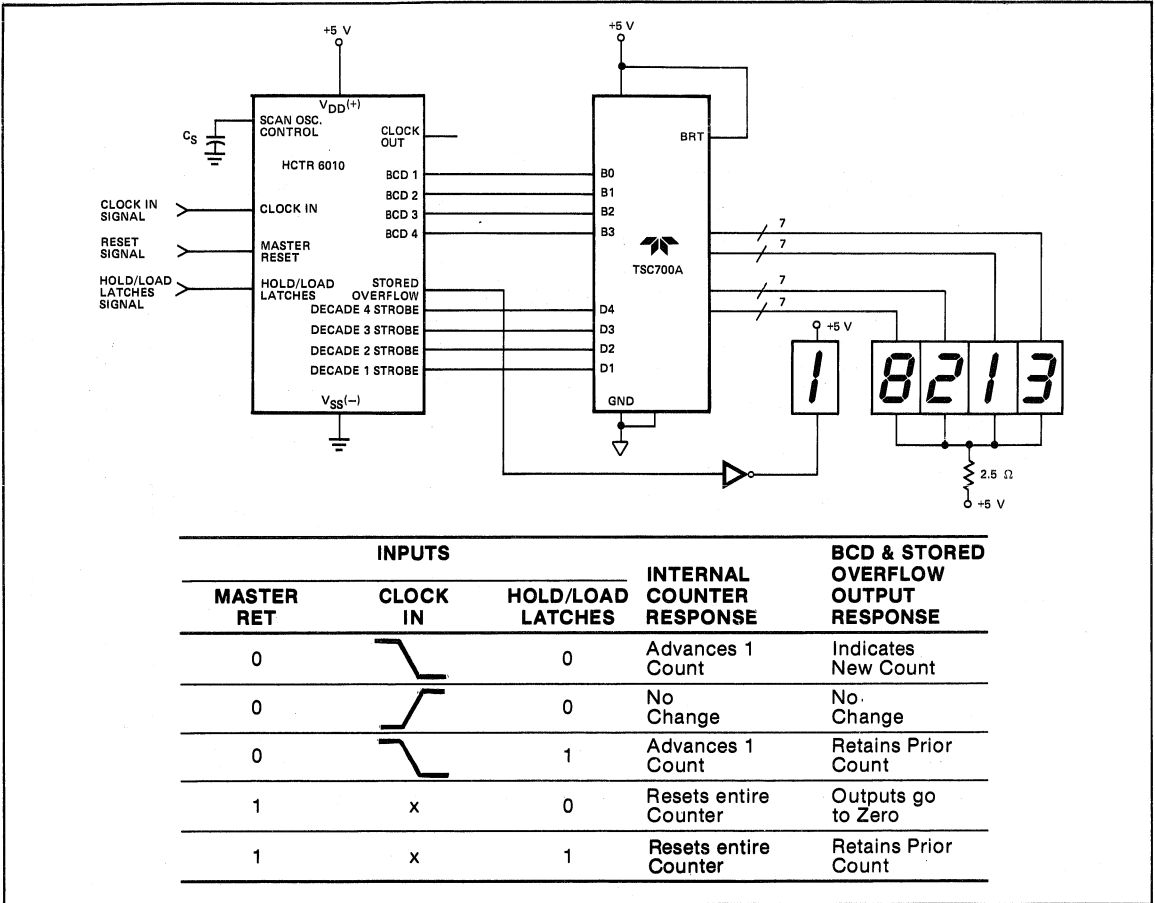 +5 V
+5 V
VDD(+)
SCAN OSC.
CONTROL
CS
CLOCK
OUT
BRT
HCTR 6010
BCD 1
B0
BCD 2
B1
CLOCK IN
SIGNAL
CLOCK IN
BCD 3
B2
BCD 4
B3
7
RESET
SIGNAL
MASTER
RESET
7
TSC700A
HOLD/LOAD
LATCHES
SIGNAL
HOLD/LOAD
LATCHES
STORED
OVERFLOW
7
7
DECADE 4 STROBE
D4
DECADE 3 STROBE
D3
+5 V
DECADE 2 STROBE
D2
DECADE 1 STROBE
D1
1 8213
VSS(−)
GND
2.5 Ω
+5 V
INPUTS
MASTER
RET
CLOCK
IN
HOLD/LOAD
LATCHES
INTERNAL
COUNTER
RESPONSE
BCD & STORED
OVERFLOW
OUTPUT
RESPONSE
0 0 Advances 1 Indicates
Count New Count
0 0 No No
Change Change
0 1 Advances 1 Retains Prior
Count Count
1 x 0 Resets entire Outputs go
Counter to Zero
1 x 1 Resets entire Retains Prior
Counter Count